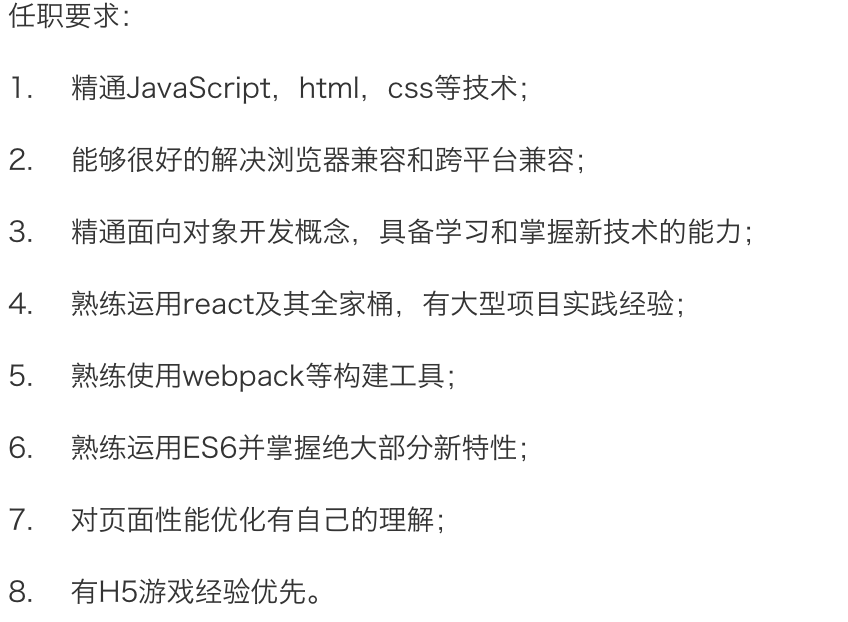 任职要求：
1. 精通JavaScript，html，css等技术；
2. 能够很好的解决浏览器兼容和跨平台兼容；
3. 精通面向对象开发概念，具备学习和掌握新技术的能力；
4. 熟练运用react及其全家桶，有大型项目实践经验；
5. 熟练使用webpack等构建工具；
6. 熟练运用ES6并掌握绝大部分新特性；
7. 对页面性能优化有自己的理解；
8. 有H5游戏经验优先。